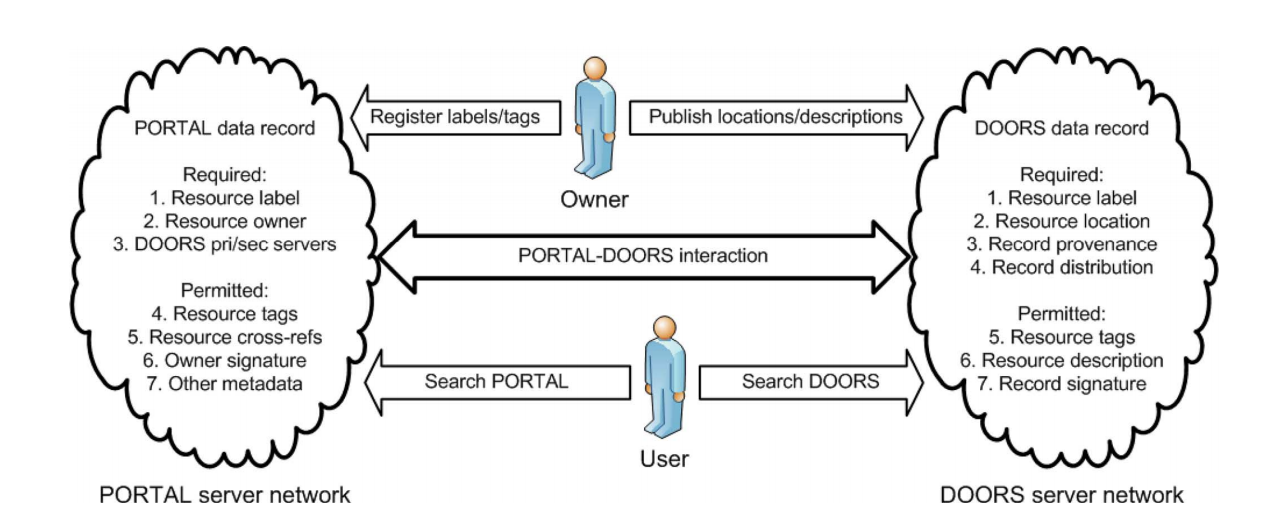 PORTAL data record
Required:
1. Resource label
2. Resource owner
3. DOORS pri/sec servers
Permitted:
4. Resource tags
5. Resource cross-refs
6. Owner signature
7. Other metadata
PORTAL server network
Register labels/tags
Publish locations/descriptions
Owner
PORTAL-DOORS interaction
Search PORTAL
Search DOORS
User
DOORS data record
Required:
1. Resource label
2. Resource location
3. Record provenance
4. Record distribution
Permitted:
5. Resource tags
6. Resource description
7. Record signature
DOORS server network